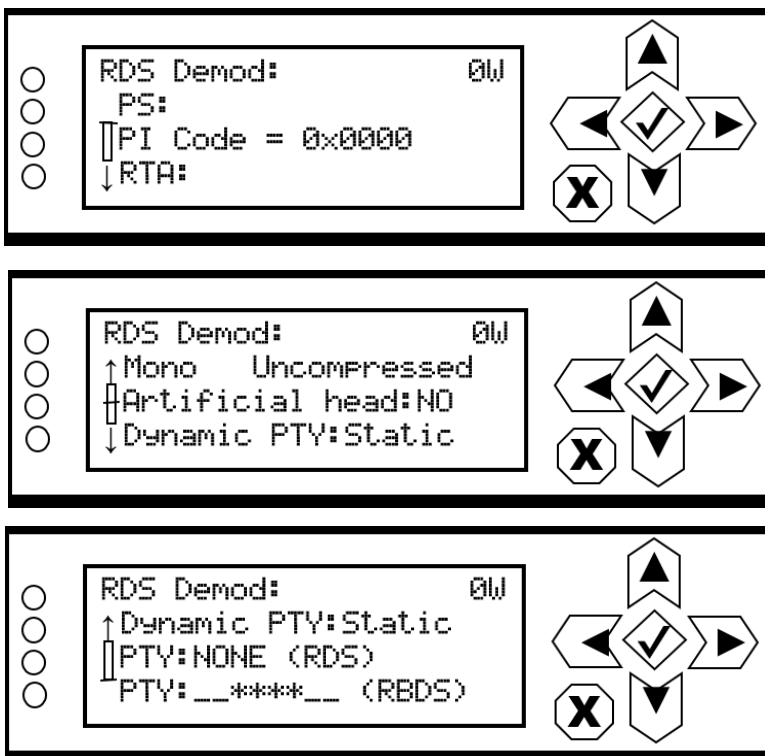 RDS Demod: 0W
PS:
PI Code = 0x0000
↓RTA:
X
RDS Demod: 0W
↑Mono Uncompressed
Artificial head:NO
↓Dynamic PTY:Static
X
RDS Demod: 0W
↑Dynamic PTY:Static
PTY:NONE (RDS)
PTY:__****__ (RBDS)
X